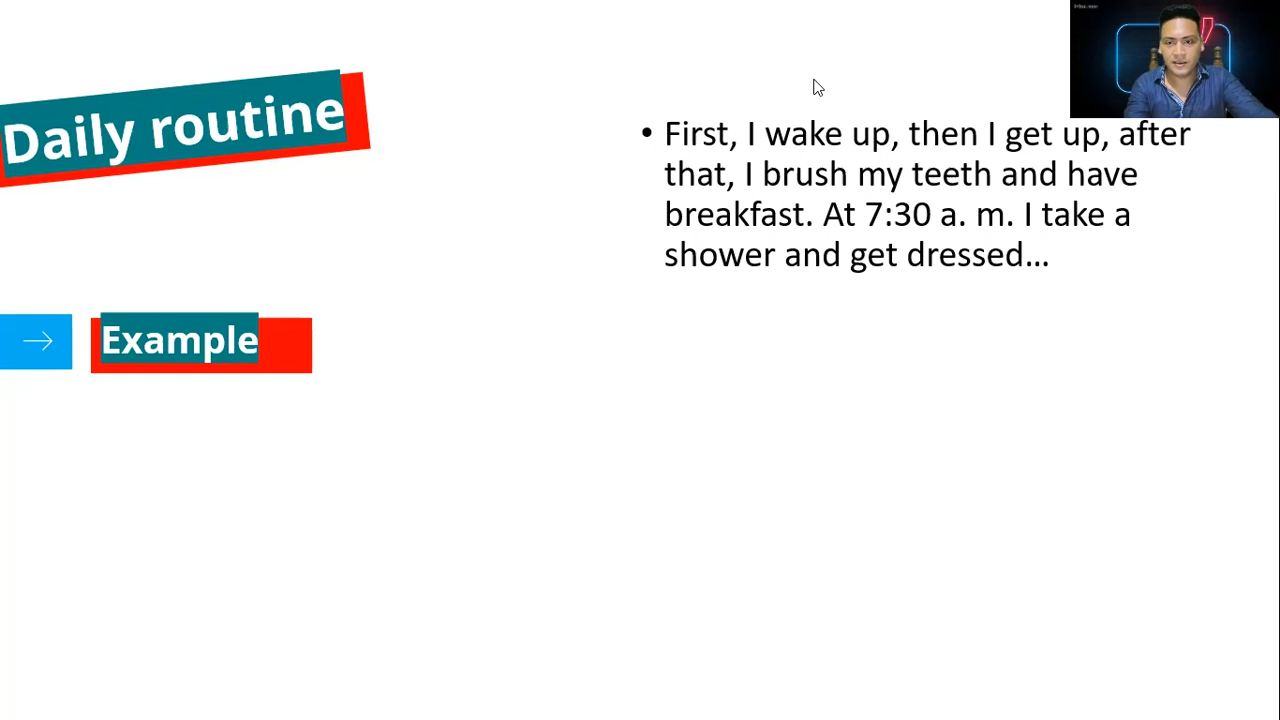 Daily routine
Example
• First, I wake up, then I get up, after
that, I brush my teeth and have
breakfast. At 7:30 a. m. I take a
shower and get dressed…